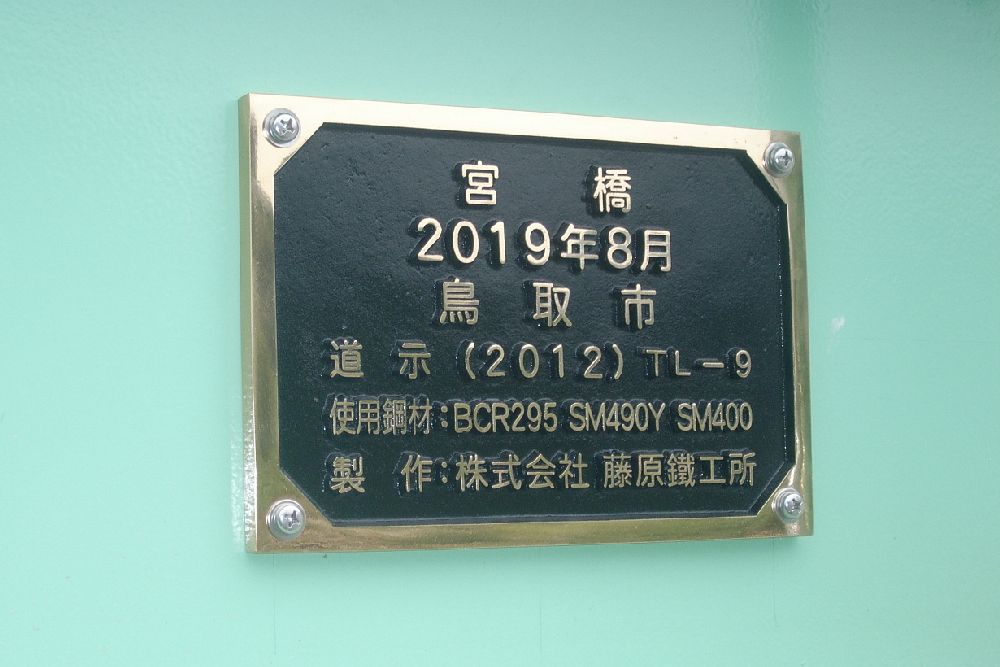 宮橋
2019年8月
鳥取市
道示(2012)TL-9
使用鋼材:BCR295 SM490Y SM400
製作:株式会社 藤原鐵工所